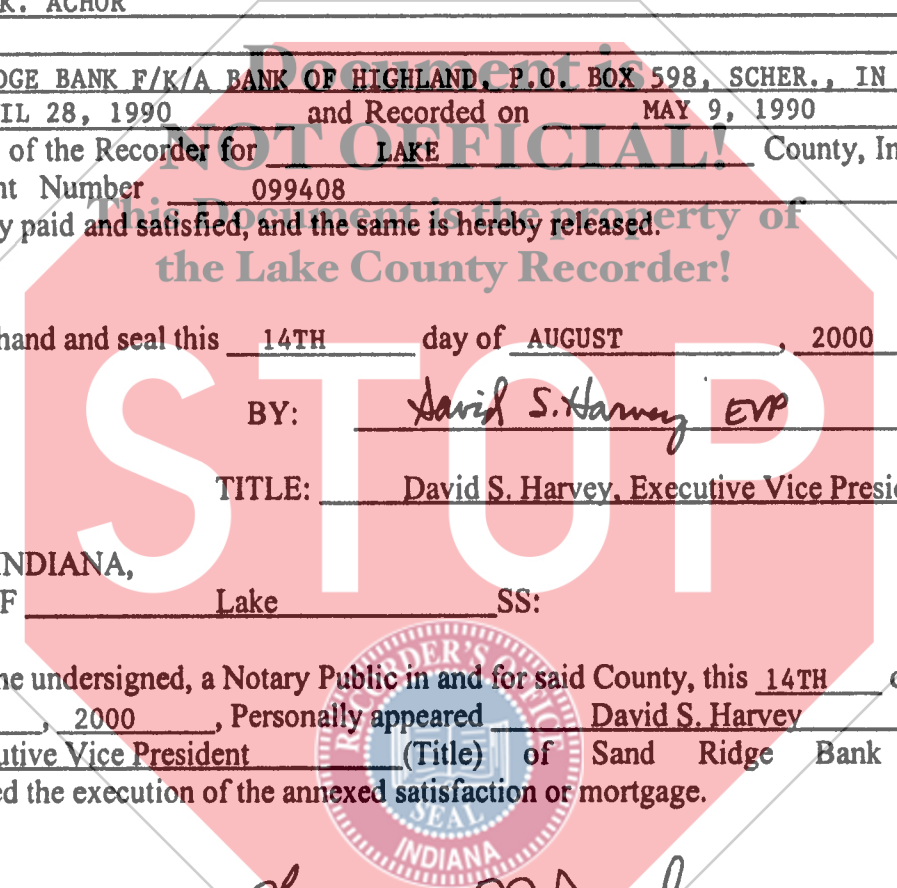 K. ACHOR
DGE BANK F/K/A BANK OF HIGHLAND, P.O. BOX 598, SCHER., IN
IL 28, 1990 and Recorded on MAY 9, 1990
of the Recorder for LAKE County, In
nt Number 099408
y paid and satisfied, and the same is hereby released.
Document is
NOT OFFICIAL!
This Document is the property of
the Lake County Recorder!
hand and seal this 14TH day of AUGUST, 2000
STOP
BY: David S. Harvey EVP
TITLE: David S. Harvey, Executive Vice Presid
INDIANA,
F Lake SS:
ne undersigned, a Notary Public in and for said County, this 14TH
, 2000, Personally appeared David S. Harvey
utive Vice President (Title) of Sand Ridge Bank
ed the execution of the annexed satisfaction or mortgage.
RECORDER'S OFFICE
SEAL
INDIANA